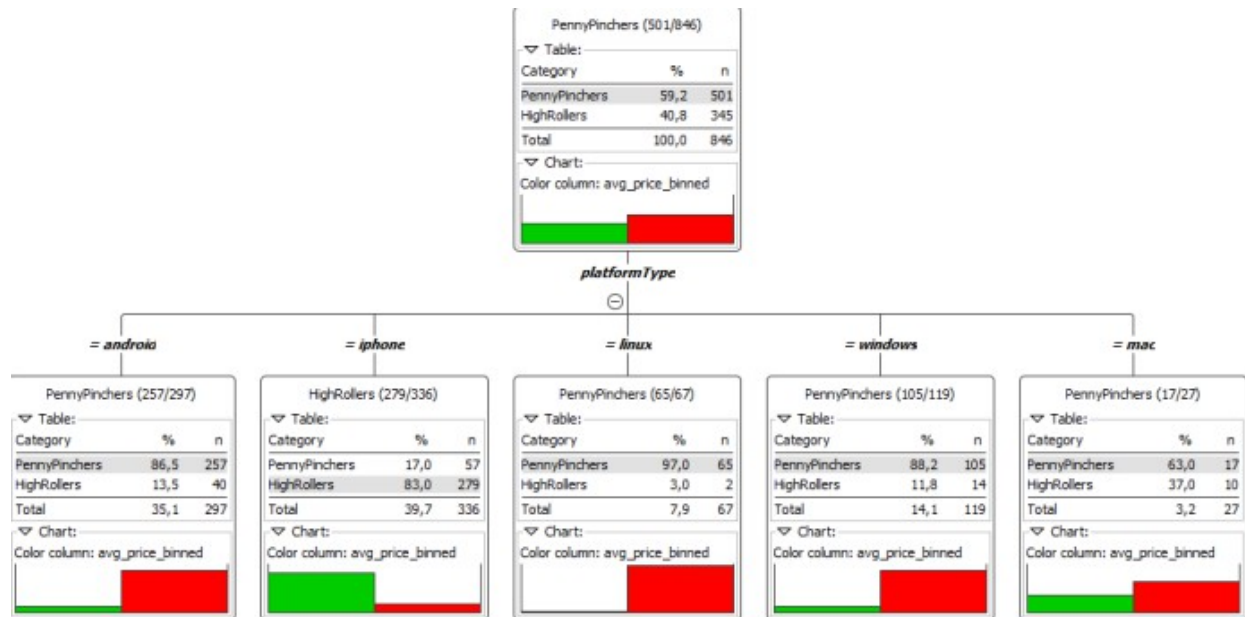 PennyPinchers (501/846)
Table:
Category % n
PennyPinchers 59,2 501
HighRollers 40,8 345
Total 100,0 846
Chart:
Color column: avg_price_binned
platformType
= android
= iphone
= linux
= windows
= mac
PennyPinchers (257/297)
Table:
Category % n
PennyPinchers 86,5 257
HighRollers 13,5 40
Total 35,1 297
Chart:
Color column: avg_price_binned
HighRollers (279/336)
Table:
Category % n
PennyPinchers 17,0 57
HighRollers 83,0 279
Total 39,7 336
Chart:
Color column: avg_price_binned
PennyPinchers (65/67)
Table:
Category % n
PennyPinchers 97,0 65
HighRollers 3,0 2
Total 7,9 67
Chart:
Color column: avg_price_binned
PennyPinchers (105/119)
Table:
Category % n
PennyPinchers 88,2 105
HighRollers 11,8 14
Total 14,1 119
Chart:
Color column: avg_price_binned
PennyPinchers (17/27)
Table:
Category % n
PennyPinchers 63,0 17
HighRollers 37,0 10
Total 3,2 27
Chart:
Color column: avg_price_binned